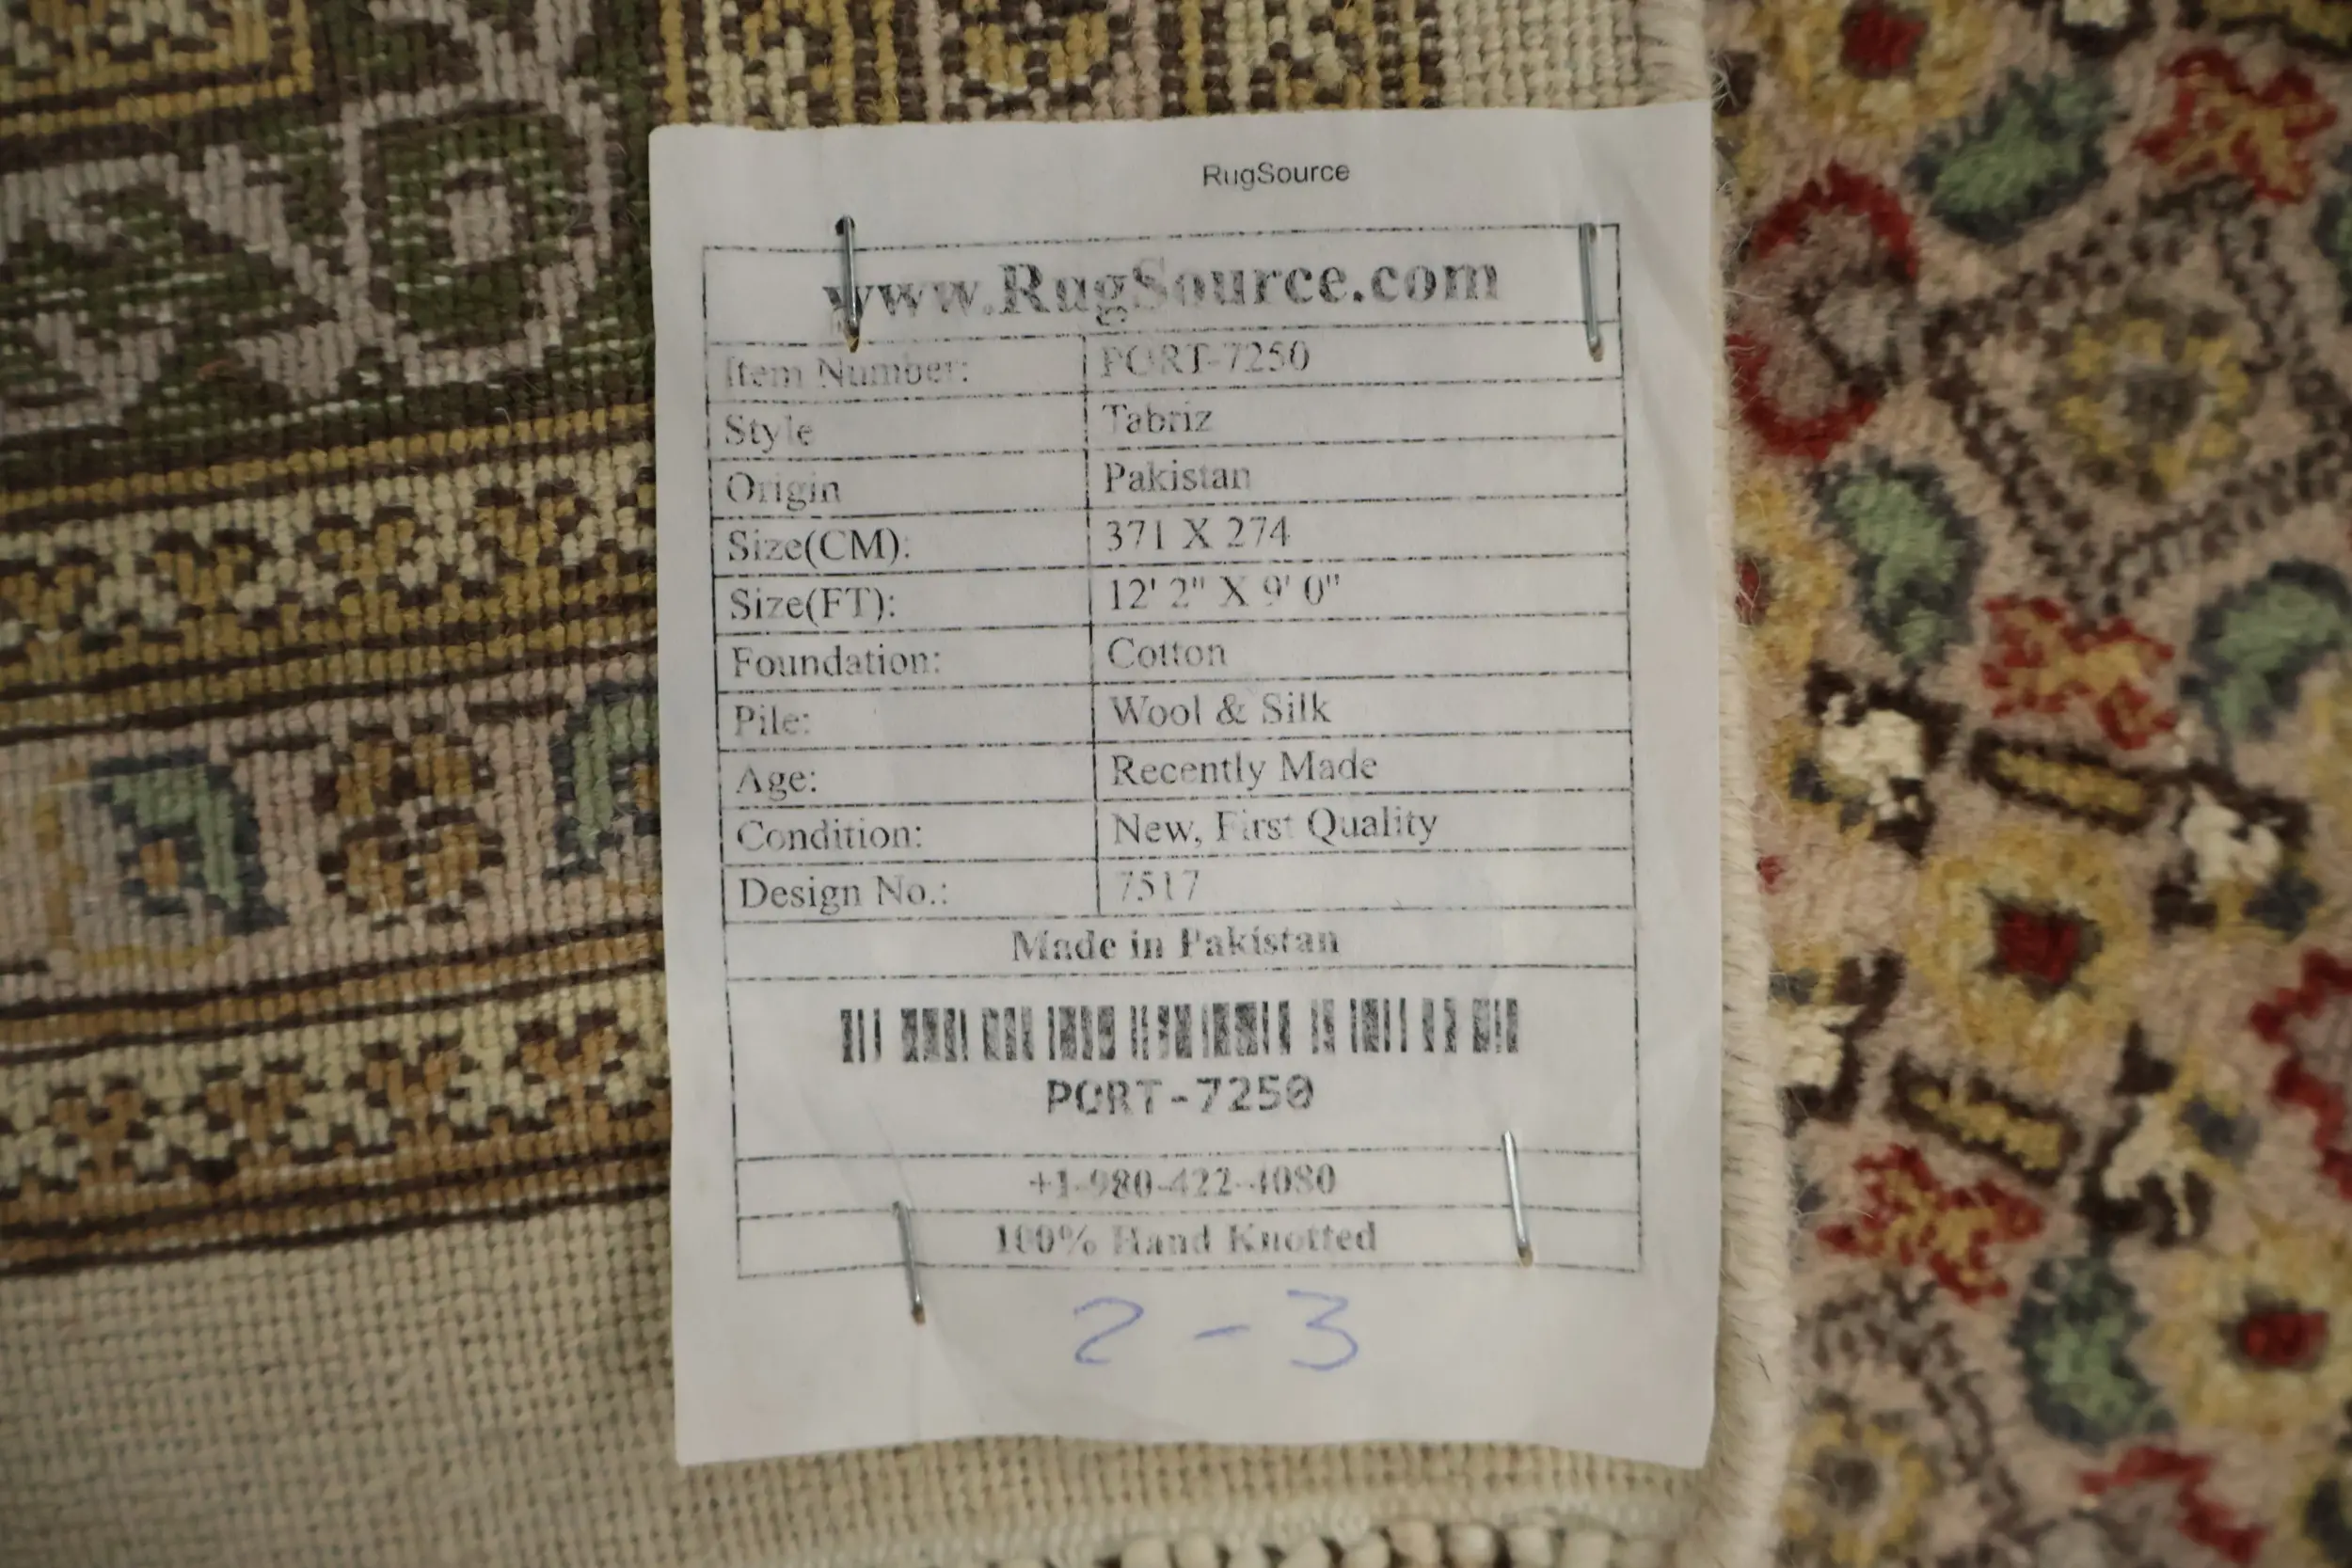 RugSource
www.RugSource.com
Item Number: PORT-7250
Style Tabriz
Origin Pakistan
Size(CM): 371 X 274
Size(FT): 12' 2" X 9' 0"
Foundation: Cotton
Pile: Wool & Silk
Age: Recently Made
Condition: New, First Quality
Design No.: 7517
Made in Pakistan
PORT-7250
+1-980-422-4080
100% Hand Knotted
2-3